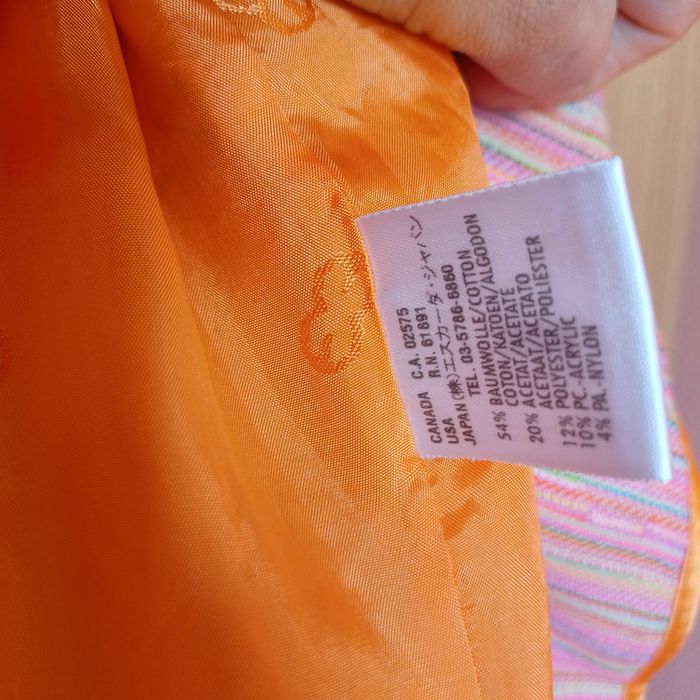 CANADA C.A. 02575
USA R.N. 61891
JAPAN (株)エスカーダ・ジャパン
TEL. 03-5786-6860
54% BAUMWOLLE/COTTON
COTON/KATOEN/ALGODON
20% ACETAT/ACETATE
ACETAAT/ACETATO
12% POLYESTER/POLIESTER
10% PC.-ACRYLIC
4% PA.-NYLON